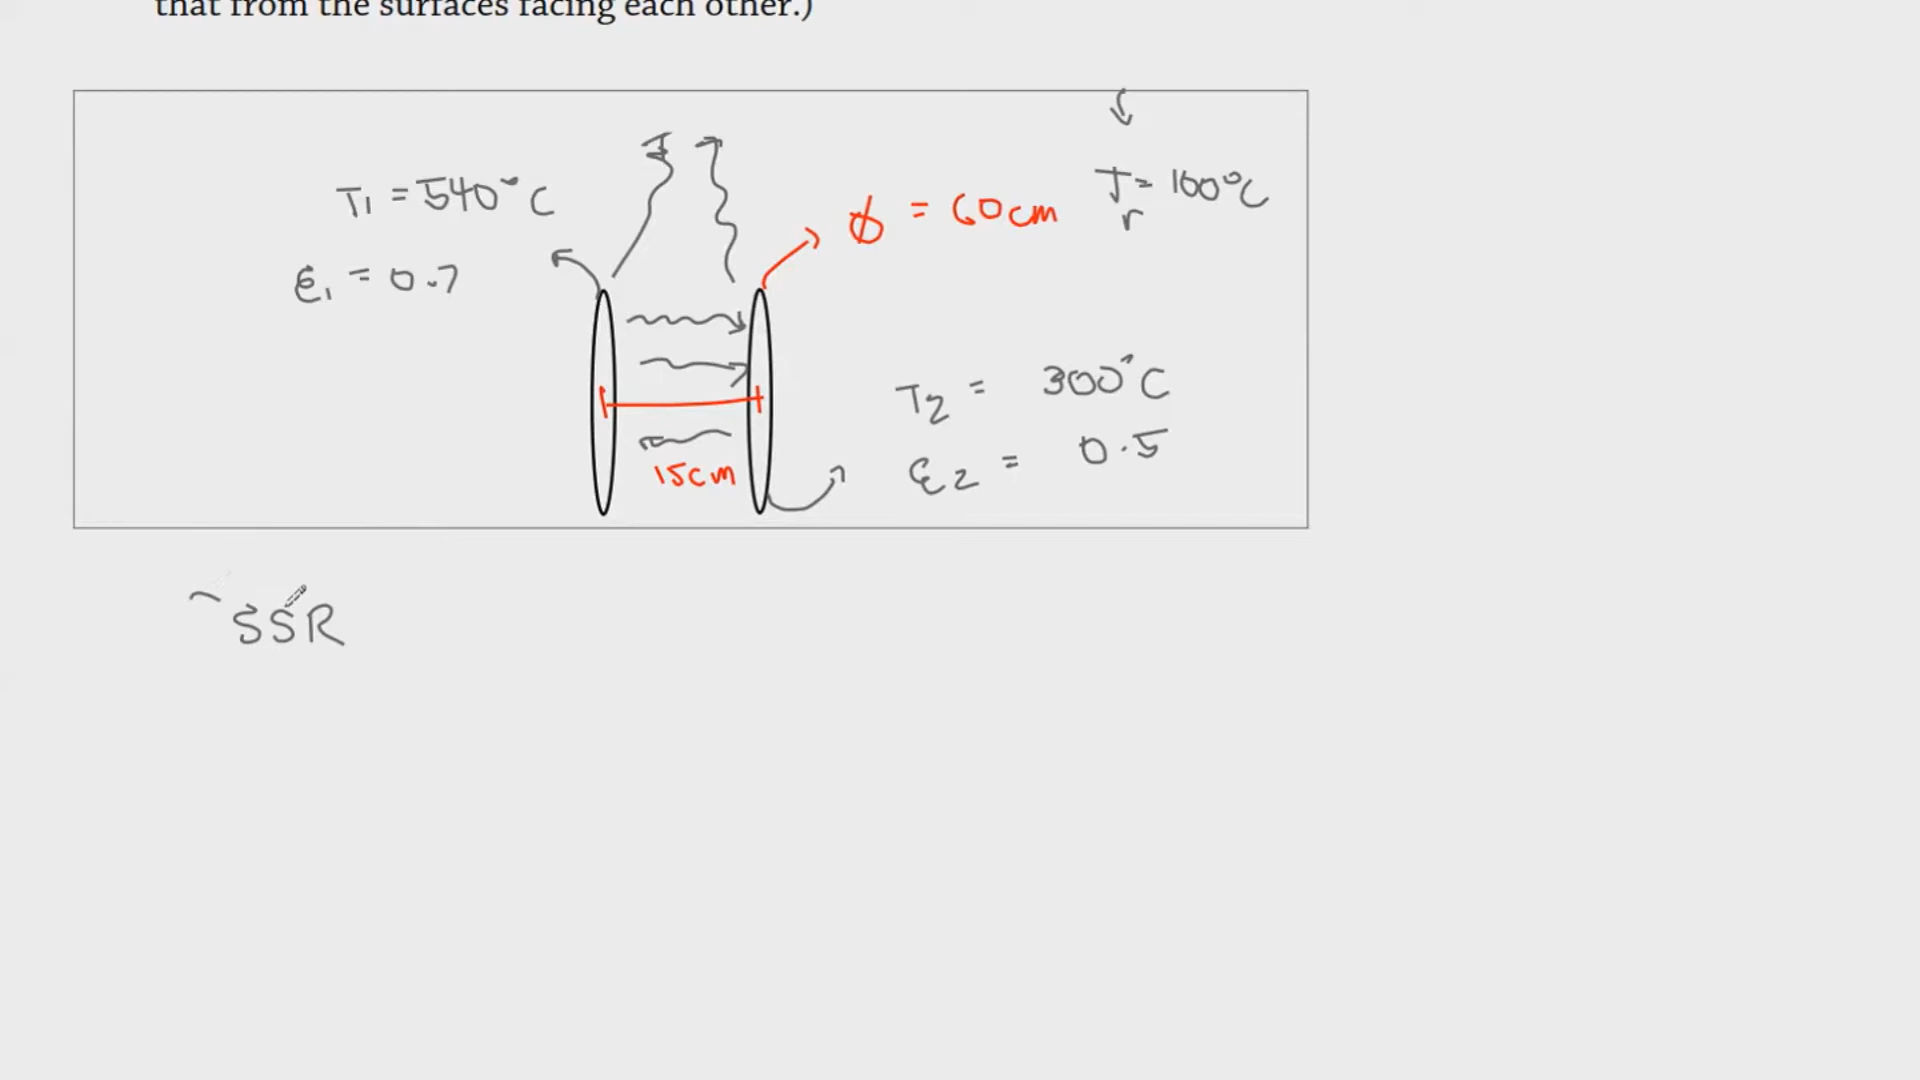 that from the surfaces facing each other.)
T1 = 540°C
ε1 = 0.7
ϕ = 60cm
Tr = 100°C
15cm
T2 = 300°C
ε2 = 0.5
SSR